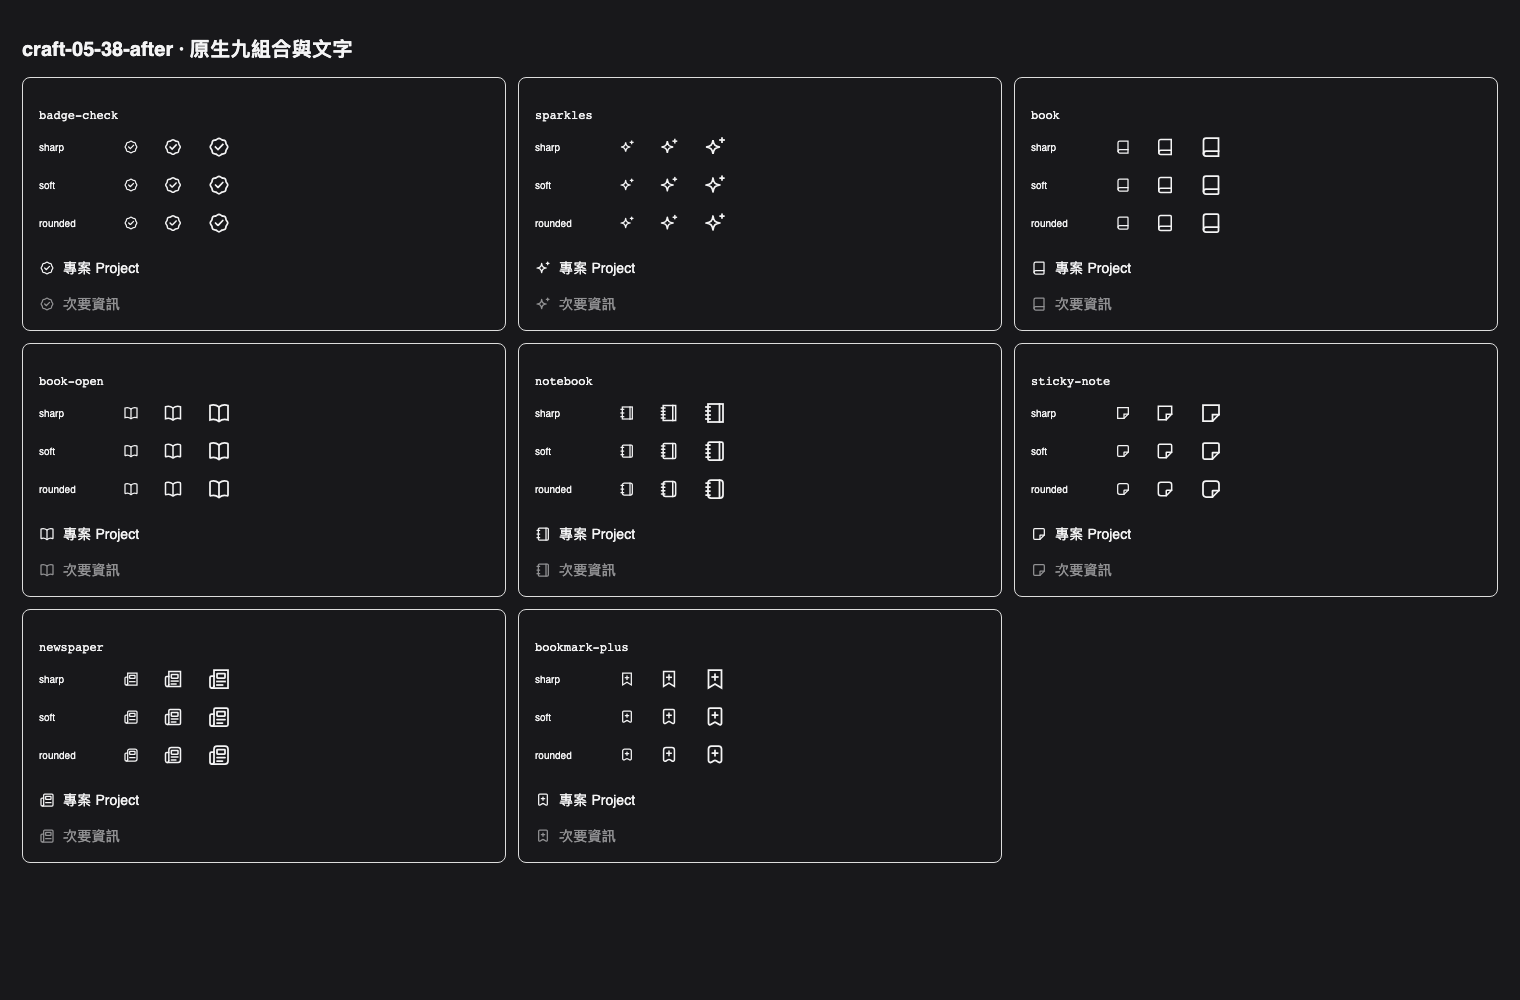 craft-05-38-after · 原生九組合與文字
badge-check
sharp
soft
rounded
專案 Project
次要資訊
sparkles
sharp
soft
rounded
專案 Project
次要資訊
book
sharp
soft
rounded
專案 Project
次要資訊
book-open
sharp
soft
rounded
專案 Project
次要資訊
notebook
sharp
soft
rounded
專案 Project
次要資訊
sticky-note
sharp
soft
rounded
專案 Project
次要資訊
newspaper
sharp
soft
rounded
專案 Project
次要資訊
bookmark-plus
sharp
soft
rounded
專案 Project
次要資訊